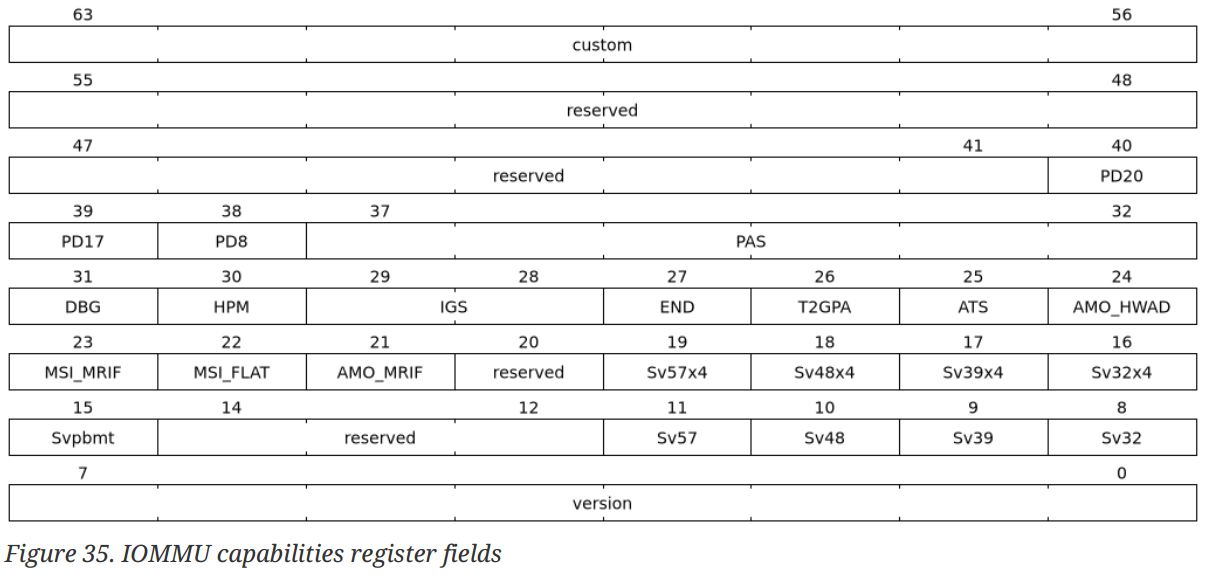 63 56
custom
55 48
reserved
47 41 40
reserved PD20
39 38 37 32
PD17 PD8 PAS
31 30 29 28 27 26 25 24
DBG HPM IGS END T2GPA ATS AMO_HWAD
23 22 21 20 19 18 17 16
MSI_MRIF MSI_FLAT AMO_MRIF reserved Sv57x4 Sv48x4 Sv39x4 Sv32x4
15 14 12 11 10 9 8
Svpbmt reserved Sv57 Sv48 Sv39 Sv32
7 0
version
Figure 35. IOMMU capabilities register fields